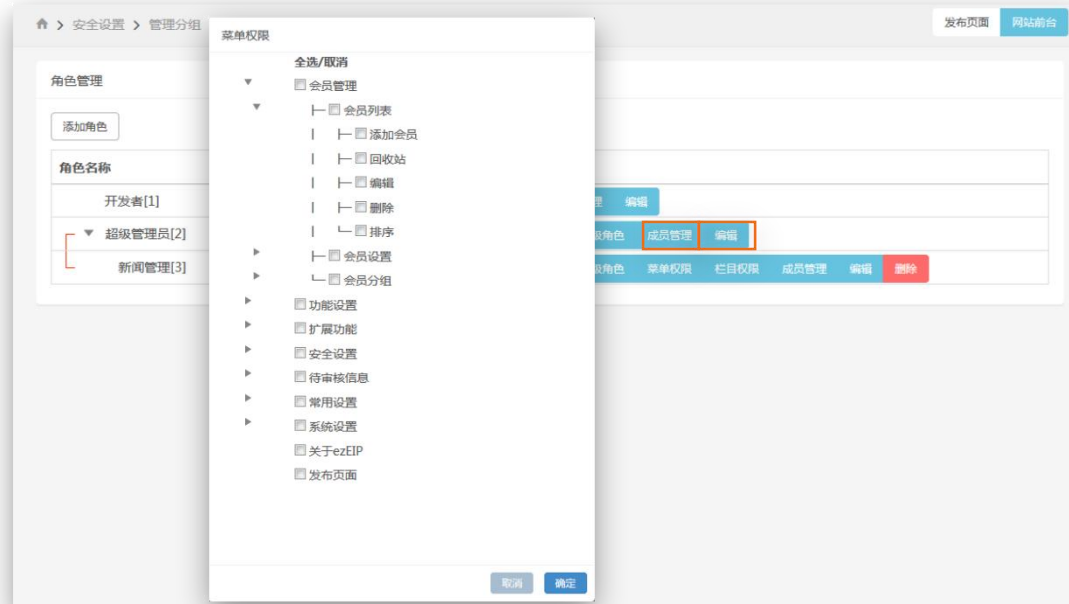 安全设置 管理分组
发布页面 网站前台
角色管理
添加角色
角色名称
开发者[1]
编辑
超级管理员[2]
级角色 成员管理 编辑
新闻管理[3]
级角色 菜单权限 栏目权限 成员管理 编辑 删除
菜单权限
全选/取消
会员管理
会员列表
添加会员
回收站
编辑
删除
排序
会员设置
会员分组
功能设置
扩展功能
安全设置
待审核信息
常用设置
系统设置
关于ezEIP
发布页面
取消 确定